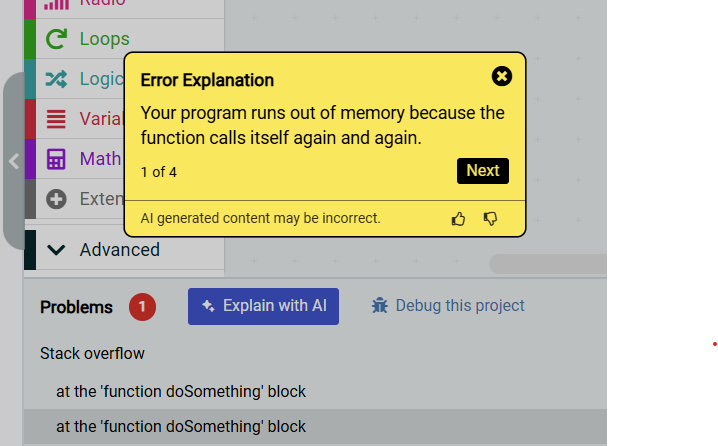 Radio
Loops
Logic
Error Explanation
Your program runs out of memory because the
function calls itself again and again.
1 of 4
Next
AI generated content may be incorrect.
Math
Advanced
Problems
1
Explain with AI
Debug this project
Stack overflow
at the 'function doSomething' block
at the 'function doSomething' block